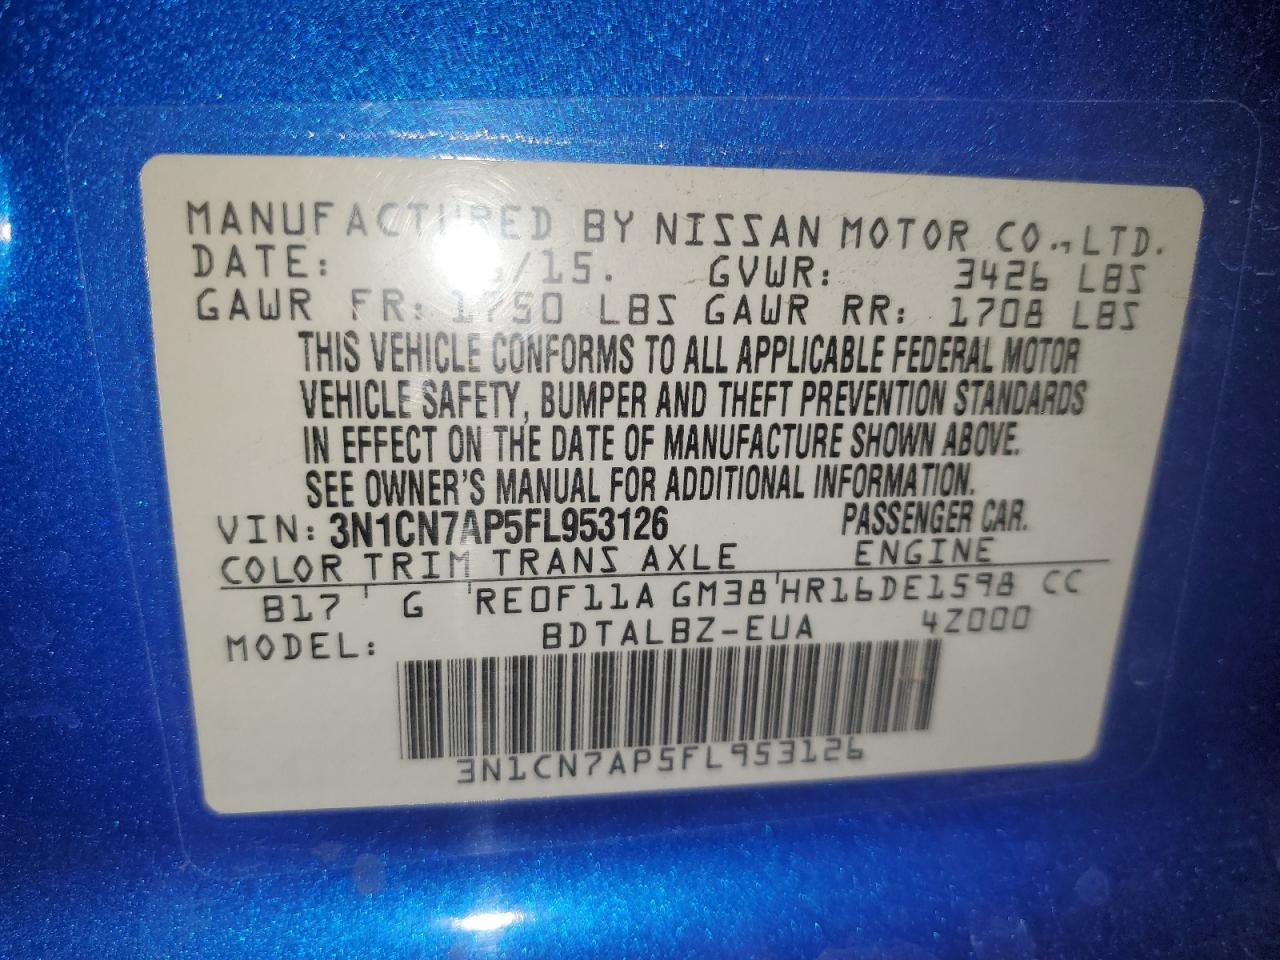 MANUFACTURED BY NISSAN MOTOR CO., LTD.
DATE: /15. GVWR: 3426 LBS
GAWR FR: 1750 LBS GAWR RR: 1708 LBS
THIS VEHICLE CONFORMS TO ALL APPLICABLE FEDERAL MOTOR
VEHICLE SAFETY, BUMPER AND THEFT PREVENTION STANDARDS
IN EFFECT ON THE DATE OF MANUFACTURE SHOWN ABOVE.
SEE OWNER'S MANUAL FOR ADDITIONAL INFORMATION.
VIN: 3N1CN7AP5FL953126 PASSENGER CAR.
COLOR TRIM TRANS AXLE ENGINE
B17 G RE0F11A GM38 HR16DE1598 CC
MODEL: BDTALBZ-EUA 4Z000
3N1CN7AP5FL953126